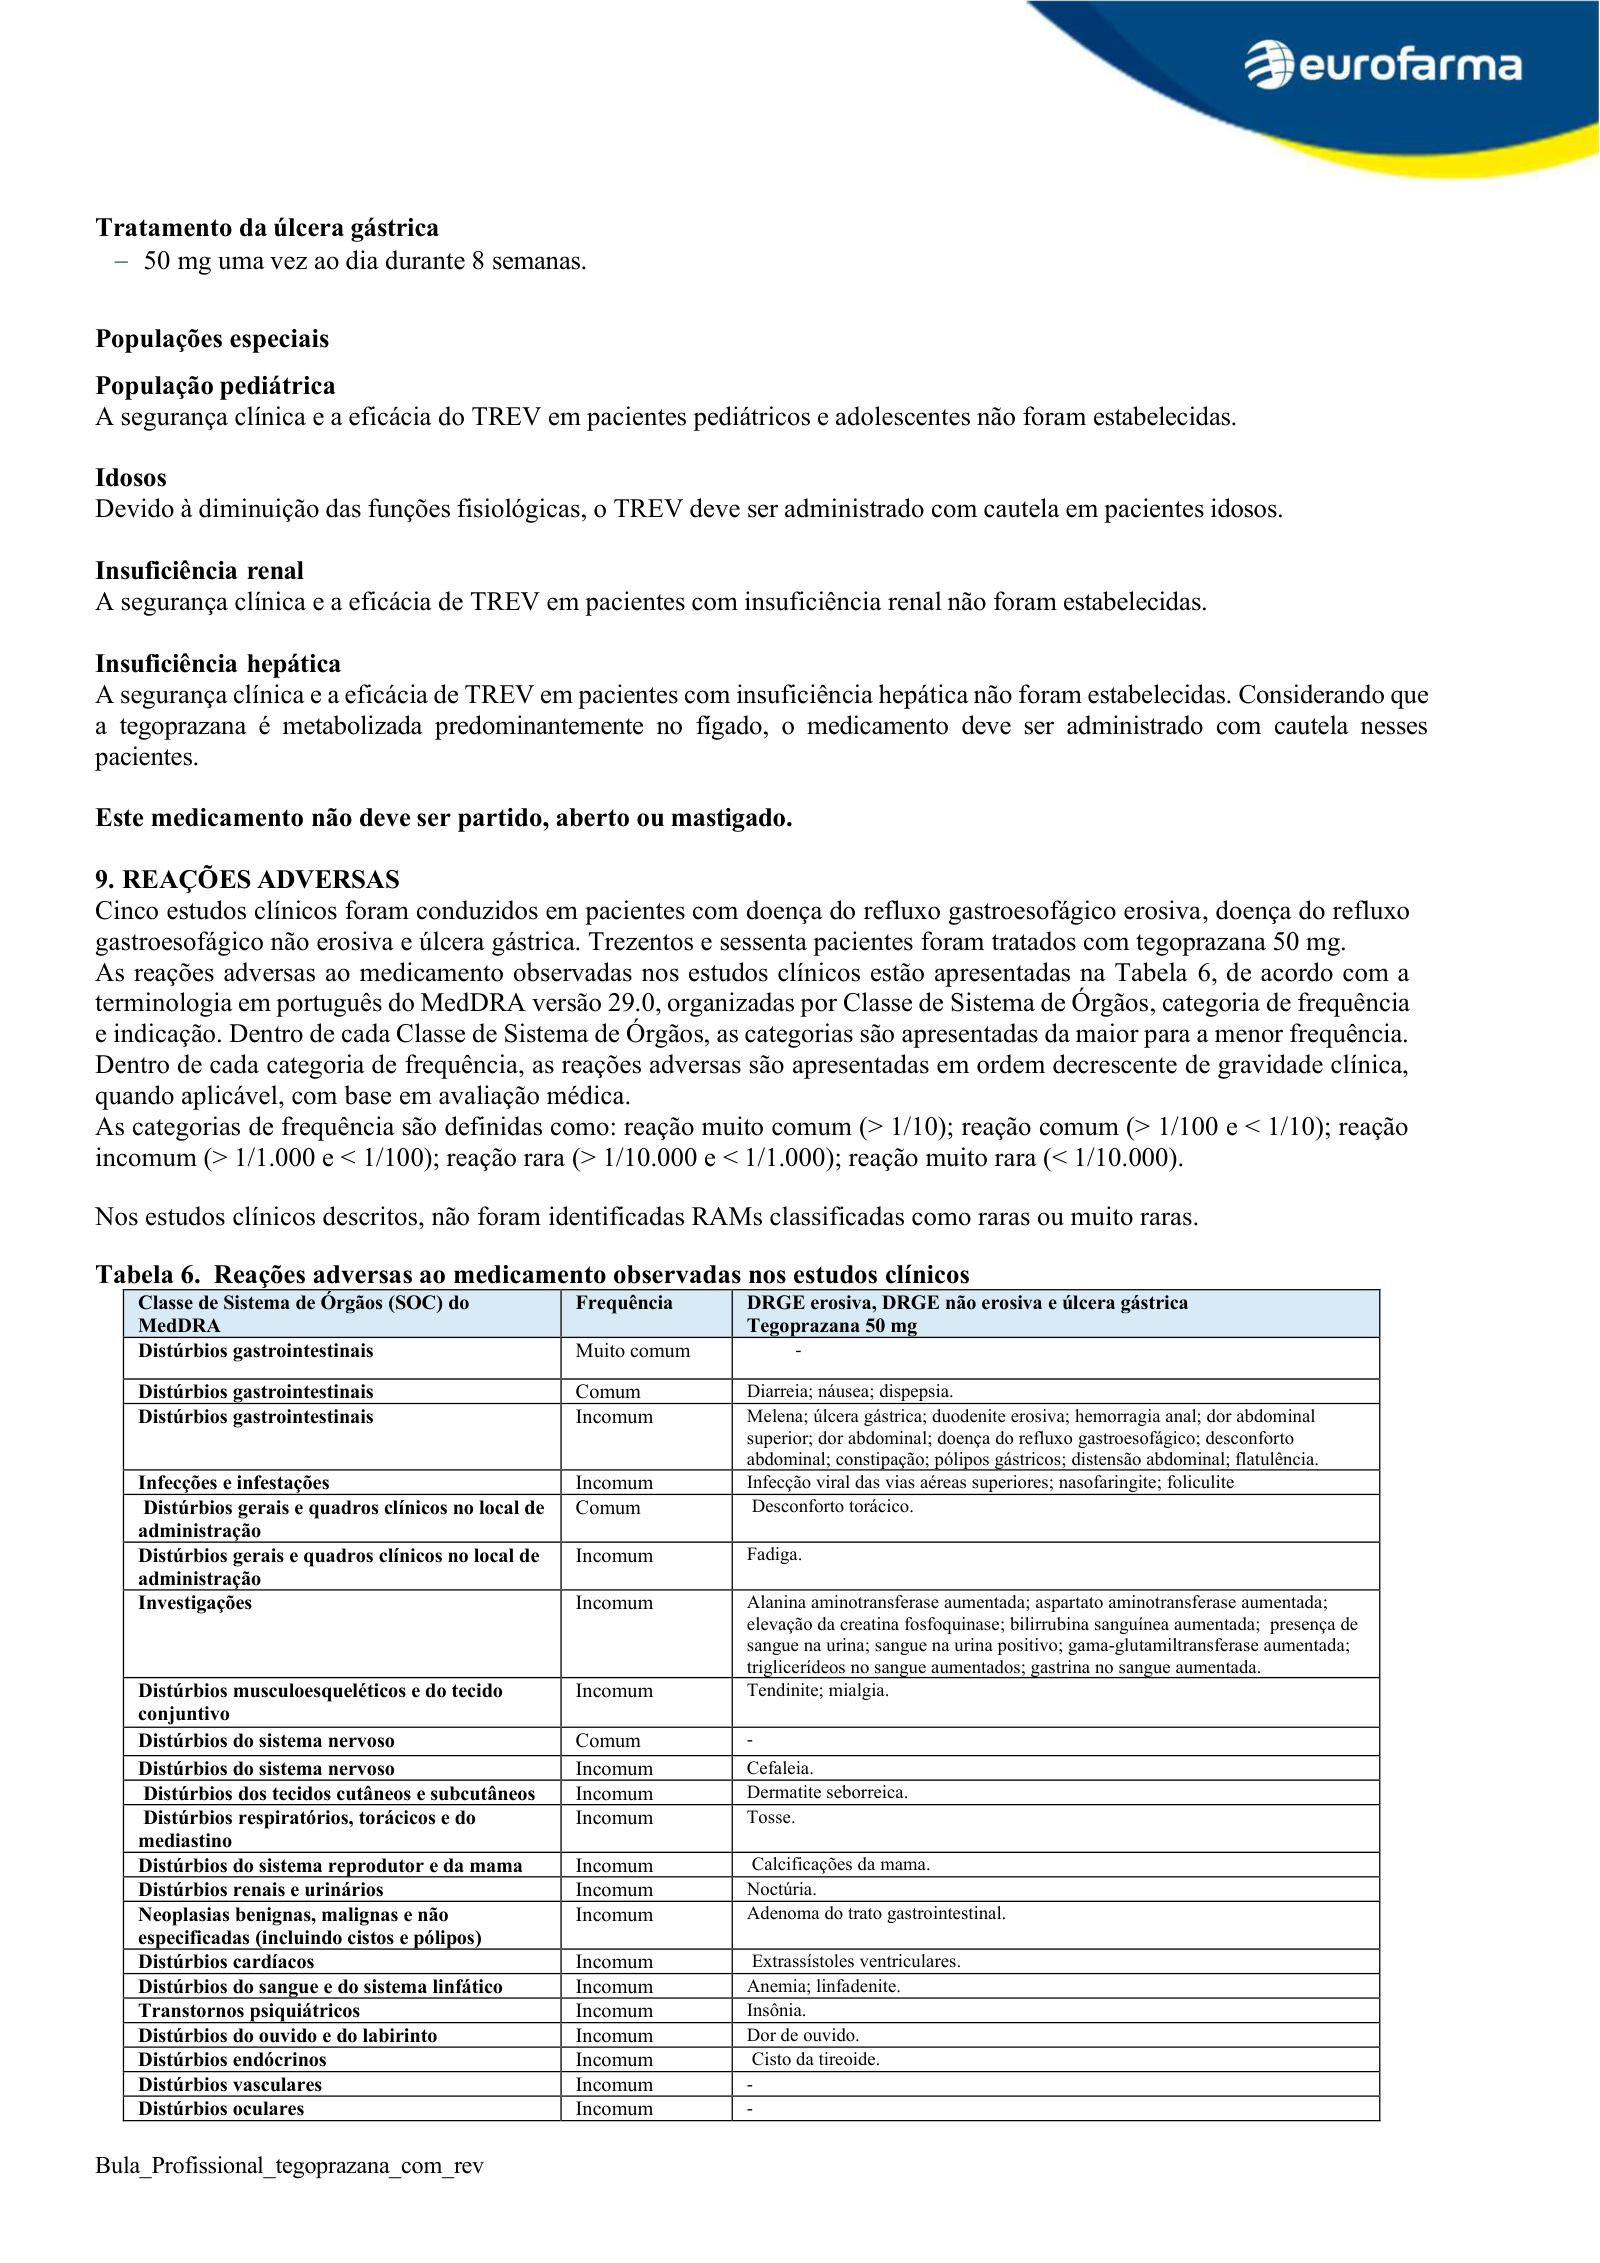 eurofarma
Tratamento da úlcera gástrica
– 50 mg uma vez ao dia durante 8 semanas.
Populações especiais
População pediátrica
A segurança clínica e a eficácia do TREV em pacientes pediátricos e adolescentes não foram estabelecidas.
Idosos
Devido à diminuição das funções fisiológicas, o TREV deve ser administrado com cautela em pacientes idosos.
Insuficiência renal
A segurança clínica e a eficácia de TREV em pacientes com insuficiência renal não foram estabelecidas.
Insuficiência hepática
A segurança clínica e a eficácia de TREV em pacientes com insuficiência hepática não foram estabelecidas. Considerando que
a tegoprazana é metabolizada predominantemente no fígado, o medicamento deve ser administrado com cautela nesses
pacientes.
Este medicamento não deve ser partido, aberto ou mastigado.
9. REAÇÕES ADVERSAS
Cinco estudos clínicos foram conduzidos em pacientes com doença do refluxo gastroesofágico erosiva, doença do refluxo
gastroesofágico não erosiva e úlcera gástrica. Trezentos e sessenta pacientes foram tratados com tegoprazana 50 mg.
As reações adversas ao medicamento observadas nos estudos clínicos estão apresentadas na Tabela 6, de acordo com a
terminologia em português do MedDRA versão 29.0, organizadas por Classe de Sistema de Órgãos, categoria de frequência
e indicação. Dentro de cada Classe de Sistema de Órgãos, as categorias são apresentadas da maior para a menor frequência.
Dentro de cada categoria de frequência, as reações adversas são apresentadas em ordem decrescente de gravidade clínica,
quando aplicável, com base em avaliação médica.
As categorias de frequência são definidas como: reação muito comum (> 1/10); reação comum (> 1/100 e < 1/10); reação
incomum (> 1/1.000 e < 1/100); reação rara (> 1/10.000 e < 1/1.000); reação muito rara (< 1/10.000).
Nos estudos clínicos descritos, não foram identificadas RAMs classificadas como raras ou muito raras.
Tabela 6.  Reações adversas ao medicamento observadas nos estudos clínicos
Classe de Sistema de Órgãos (SOC) do
MedDRA
Frequência
DRGE erosiva, DRGE não erosiva e úlcera gástrica
Tegoprazana 50 mg
Distúrbios gastrointestinais
Muito comum
-
Distúrbios gastrointestinais
Comum
Diarreia; náusea; dispepsia.
Distúrbios gastrointestinais
Incomum
Melena; úlcera gástrica; duodenite erosiva; hemorragia anal; dor abdominal
superior; dor abdominal; doença do refluxo gastroesofágico; desconforto
abdominal; constipação; pólipos gástricos; distensão abdominal; flatulência.
Infecções e infestações
Incomum
Infecção viral das vias aéreas superiores; nasofaringite; foliculite
Distúrbios gerais e quadros clínicos no local de
administração
Comum
Desconforto torácico.
Distúrbios gerais e quadros clínicos no local de
administração
Incomum
Fadiga.
Investigações
Incomum
Alanina aminotransferase aumentada; aspartato aminotransferase aumentada;
elevação da creatina fosfoquinase; bilirrubina sanguínea aumentada;  presença de
sangue na urina; sangue na urina positivo; gama-glutamiltransferase aumentada;
triglicerídeos no sangue aumentados; gastrina no sangue aumentada.
Distúrbios musculoesqueléticos e do tecido
conjuntivo
Incomum
Tendinite; mialgia.
Distúrbios do sistema nervoso
Comum
-
Distúrbios do sistema nervoso
Incomum
Cefaleia.
Distúrbios dos tecidos cutâneos e subcutâneos
Incomum
Dermatite seborreica.
Distúrbios respiratórios, torácicos e do
mediastino
Incomum
Tosse.
Distúrbios do sistema reprodutor e da mama
Incomum
Calcificações da mama.
Distúrbios renais e urinários
Incomum
Noctúria.
Neoplasias benignas, malignas e não
especificadas (incluindo cistos e pólipos)
Incomum
Adenoma do trato gastrointestinal.
Distúrbios cardíacos
Incomum
Extrassístoles ventriculares.
Distúrbios do sangue e do sistema linfático
Incomum
Anemia; linfadenite.
Transtornos psiquiátricos
Incomum
Insônia.
Distúrbios do ouvido e do labirinto
Incomum
Dor de ouvido.
Distúrbios endócrinos
Incomum
Cisto da tireoide.
Distúrbios vasculares
Incomum
-
Distúrbios oculares
Incomum
-
Bula_Profissional_tegoprazana_com_rev